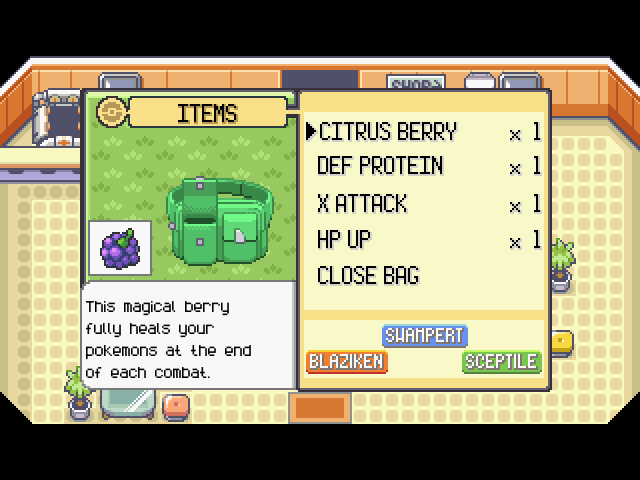 SHOP
ITEMS
CITRUS BERRY x 1
DEF PROTEIN x 1
X ATTACK x 1
HP UP x 1
CLOSE BAG
This magical berry
fully heals your
pokemons at the end
of each combat.
SWAMPERT
BLAZIKEN SCEPTILE